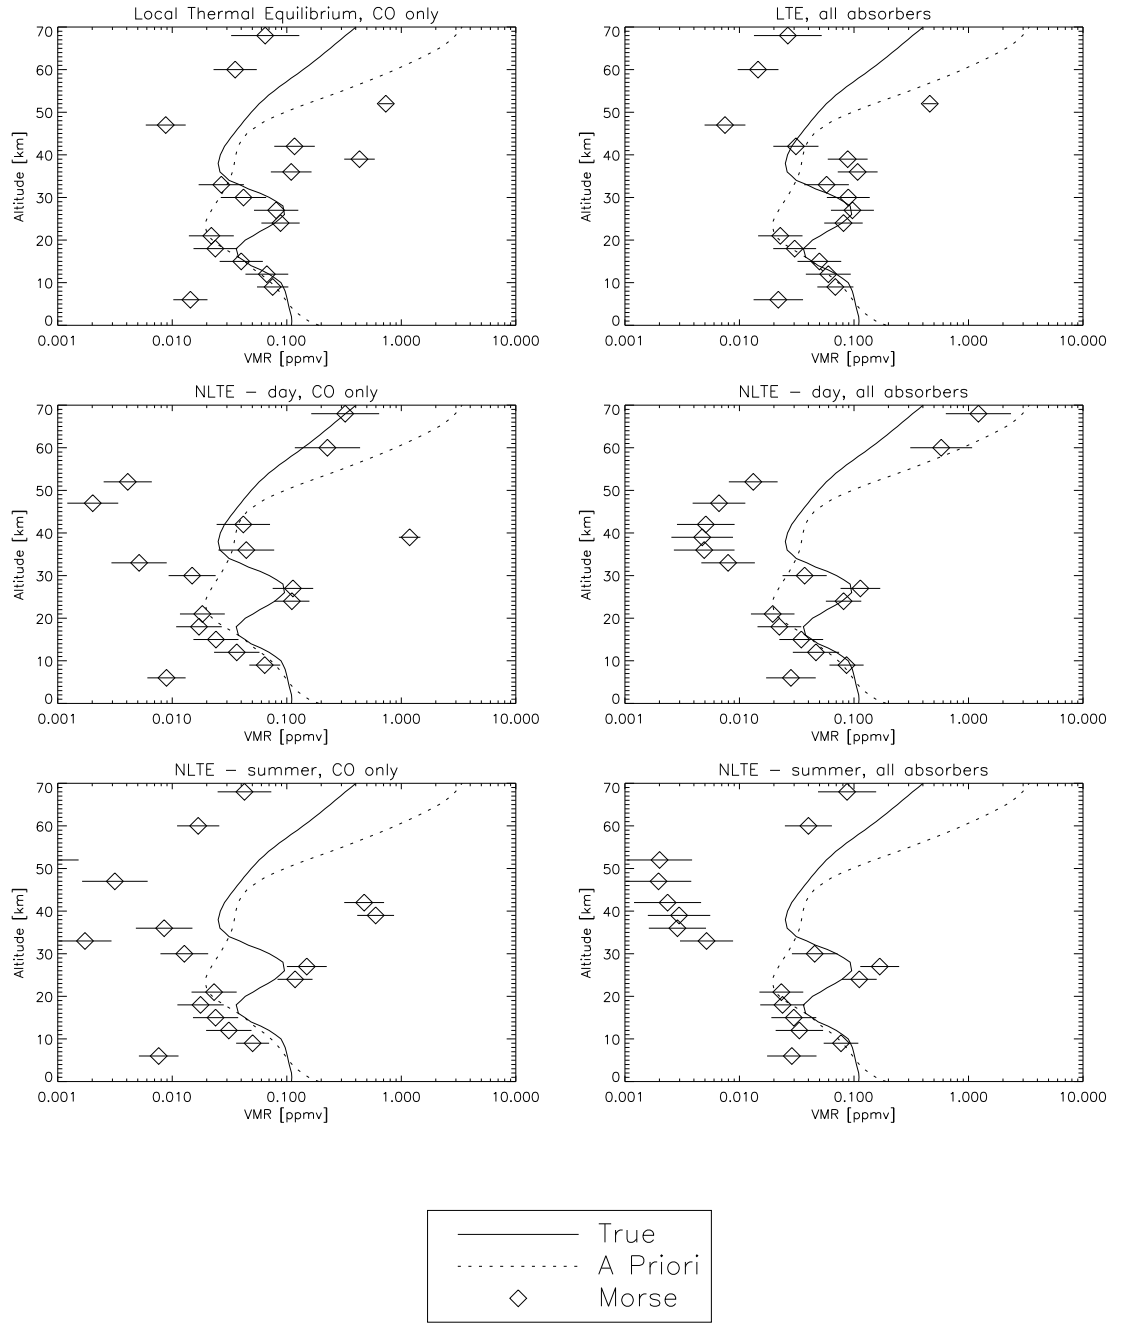 Local Thermal Equilibrium, CO only
70
60
50
40
30
20
10
0
Altitude [km]
0.001 0.010 0.100 1.000 10.000
VMR [ppmv]
LTE, all absorbers
70
60
50
40
30
20
10
0
Altitude [km]
0.001 0.010 0.100 1.000 10.000
VMR [ppmv]
NLTE – day, CO only
70
60
50
40
30
20
10
0
Altitude [km]
0.001 0.010 0.100 1.000 10.000
VMR [ppmv]
NLTE – day, all absorbers
70
60
50
40
30
20
10
0
Altitude [km]
0.001 0.010 0.100 1.000 10.000
VMR [ppmv]
NLTE – summer, CO only
70
60
50
40
30
20
10
0
Altitude [km]
0.001 0.010 0.100 1.000 10.000
VMR [ppmv]
NLTE – summer, all absorbers
70
60
50
40
30
20
10
0
Altitude [km]
0.001 0.010 0.100 1.000 10.000
VMR [ppmv]
True
A Priori
Morse